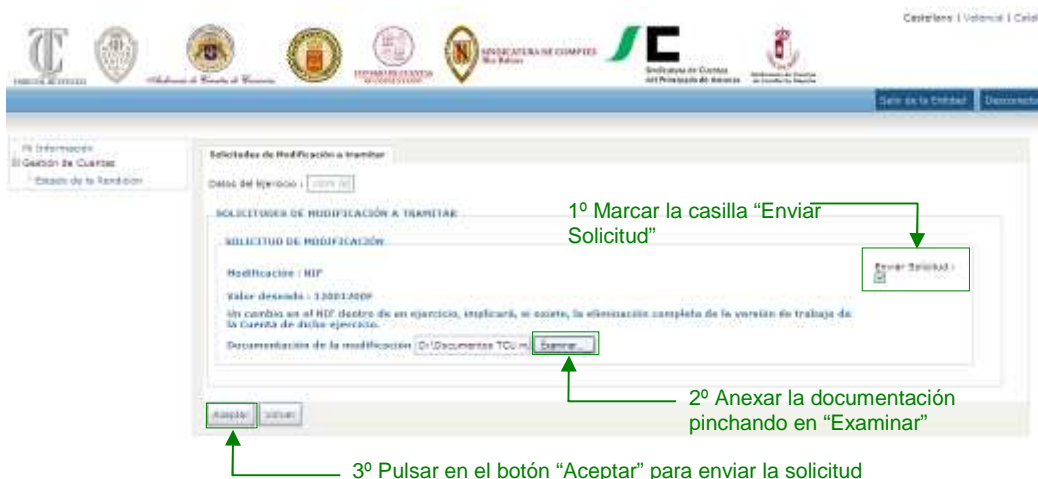 Castellano | Valencià | Català
SINDICATURA DE COMPTES
Illes Balears
Sindicatura de Cuentas
del Principado de Asturias
Salir de la Entidad Desconectar
Información
Gestión de Cuentas
Estado de la Rendición
Solicitudes de Modificación a tramitar
Datos del Ejercicio :
SOLICITUDES DE MODIFICACIÓN A TRAMITAR
1º Marcar la casilla “Enviar
Solicitud”
SOLICITUD DE MODIFICACIÓN
Enviar Solicitud :
Modificación : NIF
Valor deseado :
Un cambio en el NIF dentro de un ejercicio, implicará, si existe, la eliminación completa de la versión de trabajo de
la Cuenta de dicho ejercicio.
Documentación de la modificación D:\Documentos TCu\m Examinar...
2º Anexar la documentación
pinchando en “Examinar”
Aceptar Volver
3º Pulsar en el botón “Aceptar” para enviar la solicitud